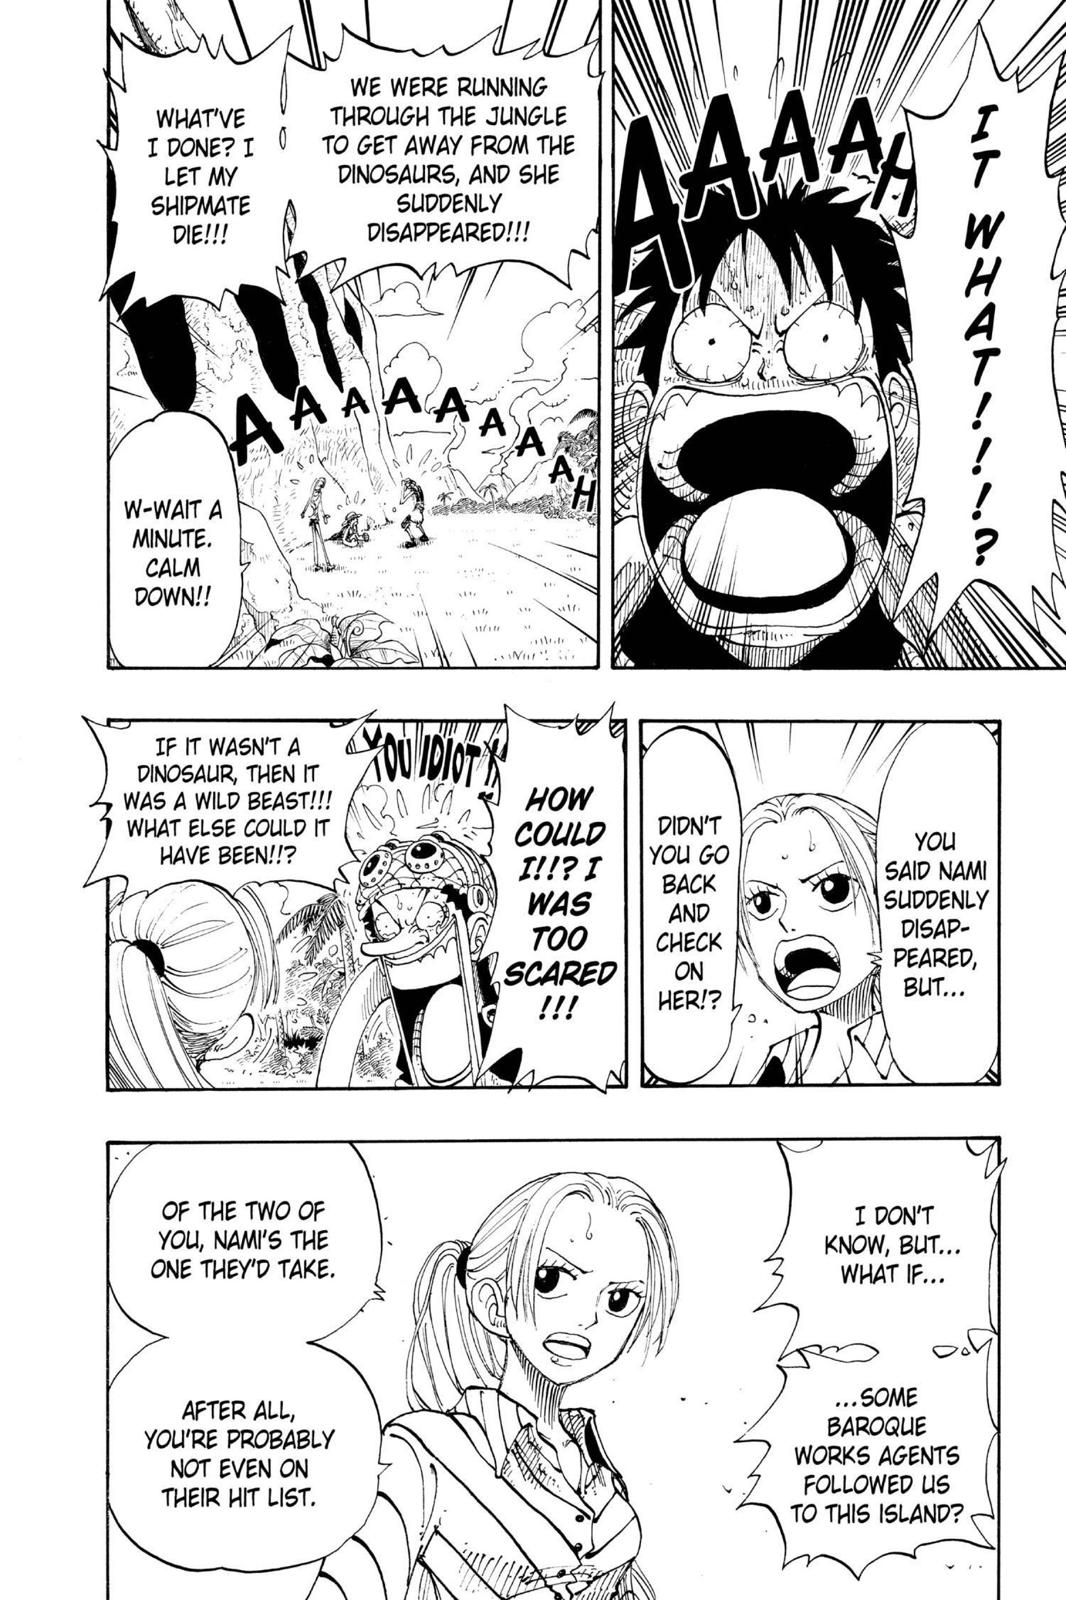 IT WHAT!!!!?
AAAAAH
WE WERE RUNNING
THROUGH THE JUNGLE
TO GET AWAY FROM THE
DINOSAURS, AND SHE
SUDDENLY
DISAPPEARED!!!
WHAT'VE
I DONE? I
LET MY
SHIPMATE
DIE!!!
AAAAAAAAAH
W-WAIT A
MINUTE.
CALM
DOWN!!
YOU
SAID NAMI
SUDDENLY
DISAP-
PEARED,
BUT...
DIDN'T
YOU GO
BACK
AND
CHECK
ON
HER!?
HOW
COULD
I!!? I
WAS
TOO
SCARED
!!!
YOU IDIOT!!
IF IT WASN'T A
DINOSAUR, THEN IT
WAS A WILD BEAST!!!
WHAT ELSE COULD IT
HAVE BEEN!!?
I DON'T
KNOW, BUT...
WHAT IF...
...SOME
BAROQUE
WORKS AGENTS
FOLLOWED US
TO THIS ISLAND?
OF THE TWO OF
YOU, NAMI'S THE
ONE THEY'D TAKE.
AFTER ALL,
YOU'RE PROBABLY
NOT EVEN ON
THEIR HIT LIST.